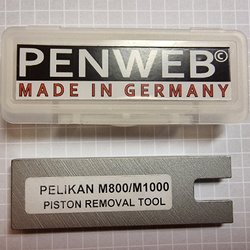 PENWEB©
MADE IN GERMANY
PELIKAN M800/M1000
PISTON REMOVAL TOOL